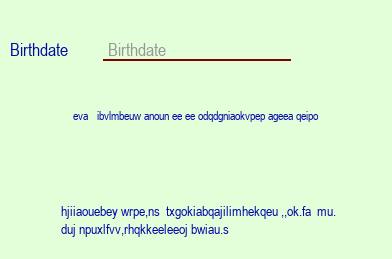 Birthdate Birthdate
eva ibvlmbeuw anoun ee ee odqdgniaokvpep ageea qeipo
hjiiaouebey wrpe,ns txgokiabqajilimhekqeu ,,ok.fa mu.
duj npuxlfvv,rhqkkeeleeoj bwiau.s